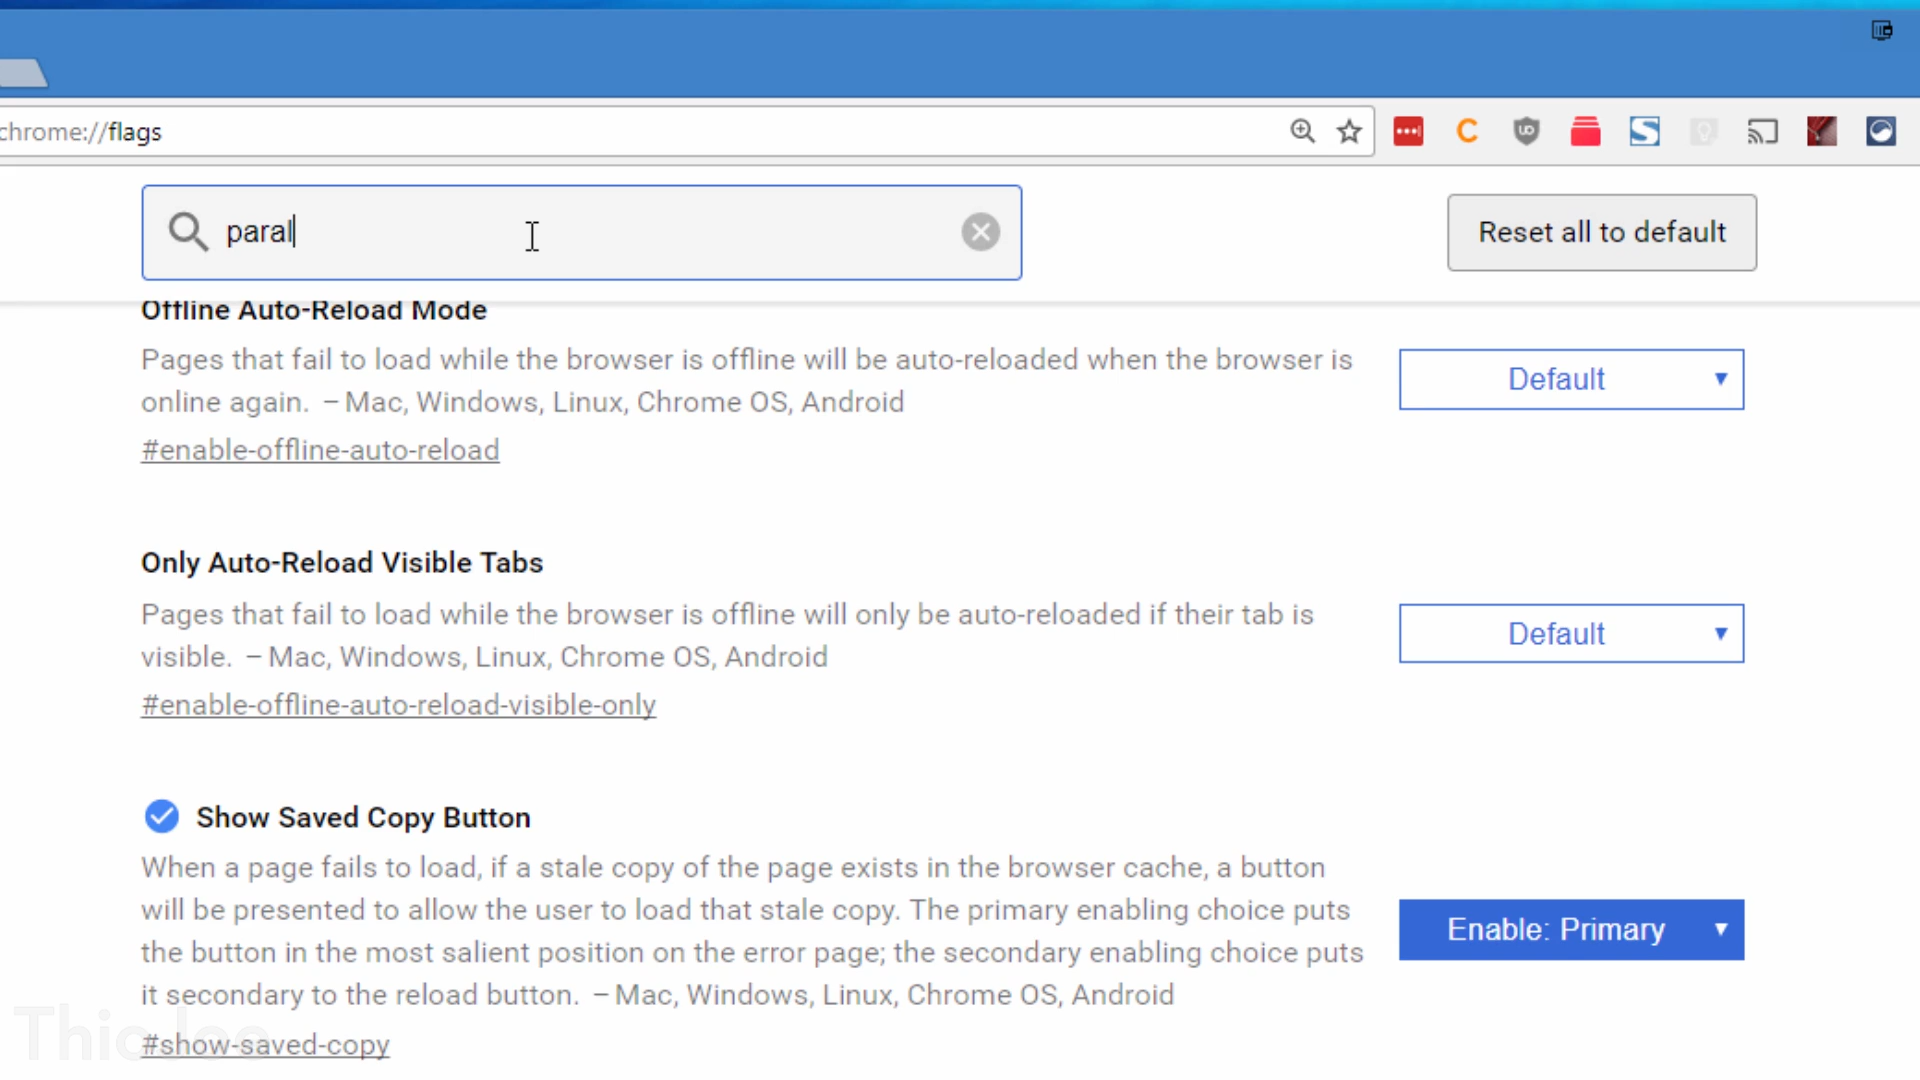 chrome://flags
paral
Reset all to default
Offline Auto-Reload Mode
Pages that fail to load while the browser is offline will be auto-reloaded when the browser is
online again. – Mac, Windows, Linux, Chrome OS, Android
#enable-offline-auto-reload
Default
Only Auto-Reload Visible Tabs
Pages that fail to load while the browser is offline will only be auto-reloaded if their tab is
visible. – Mac, Windows, Linux, Chrome OS, Android
#enable-offline-auto-reload-visible-only
Default
Show Saved Copy Button
When a page fails to load, if a stale copy of the page exists in the browser cache, a button
will be presented to allow the user to load that stale copy. The primary enabling choice puts
the button in the most salient position on the error page; the secondary enabling choice puts
it secondary to the reload button. – Mac, Windows, Linux, Chrome OS, Android
#show-saved-copy
Enable: Primary